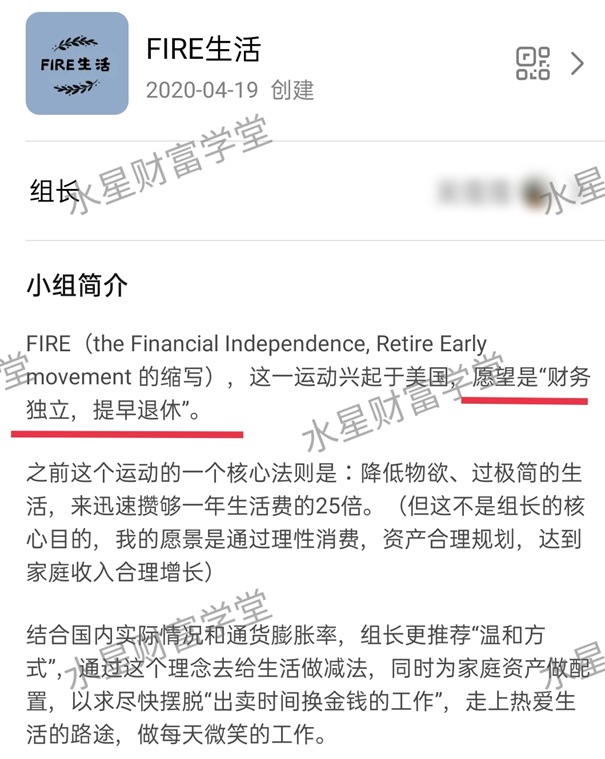 FIRE生活
FIRE生活
2020-04-19 创建
水星财富学堂
组长
水星
小组简介
FIRE（the Financial Independence, Retire Early
movement 的缩写），这一运动兴起于美国，愿望是“财务
独立，提早退休”。
学堂
水星财富学堂
之前这个运动的一个核心法则是：降低物欲、过极简的生
活，来迅速攒够一年生活费的25倍。（但这不是组长的核
心目的，我的愿景是通过理性消费，资产合理规划，达到
家庭收入合理增长）
结合国内实际情况和通货膨胀率，组长更推荐“温和方
式”，通过这个理念去给生活做减法，同时为家庭资产做配
置，以求尽快摆脱“出卖时间换金钱的工作”，走上热爱生
活的路途，做每天微笑的工作。
水星财富学堂
水星